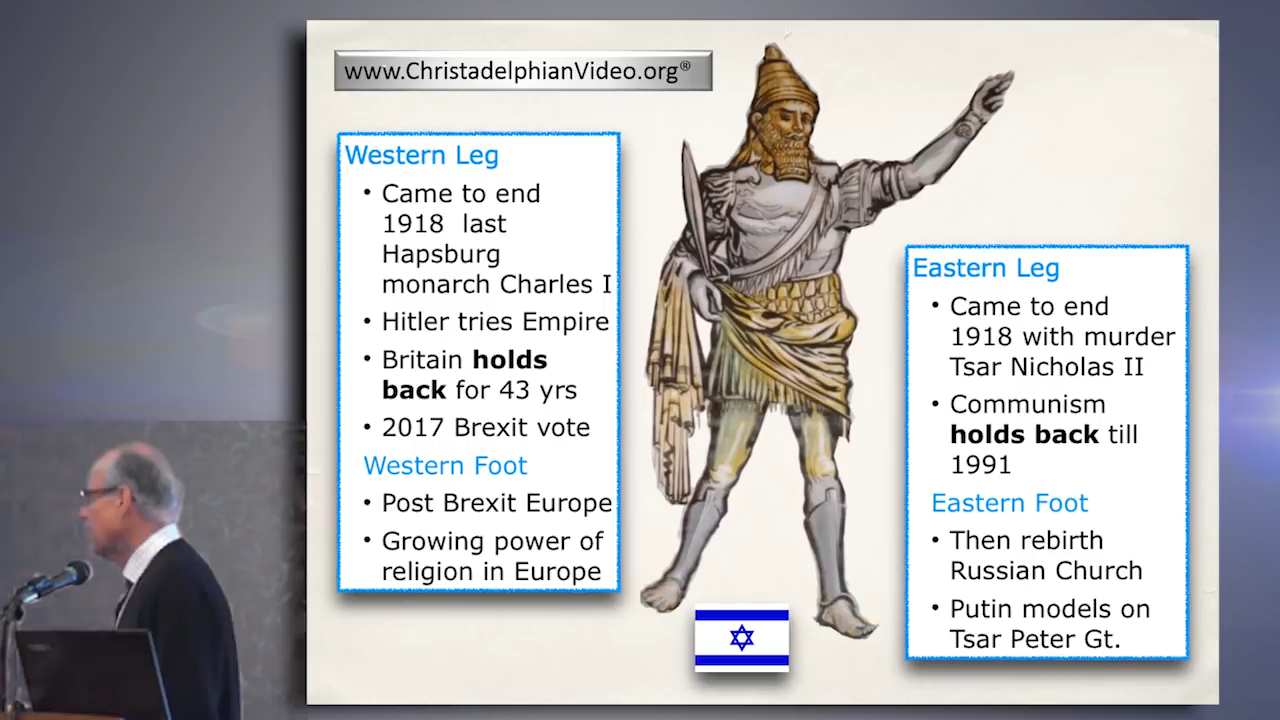 www.ChristadelphianVideo.org®
Western Leg
• Came to end
1918 last
Hapsburg
monarch Charles I
• Hitler tries Empire
• Britain holds
back for 43 yrs
• 2017 Brexit vote
Western Foot
• Post Brexit Europe
• Growing power of
religion in Europe
Eastern Leg
• Came to end
1918 with murder
Tsar Nicholas II
• Communism
holds back till
1991
Eastern Foot
• Then rebirth
Russian Church
• Putin models on
Tsar Peter Gt.